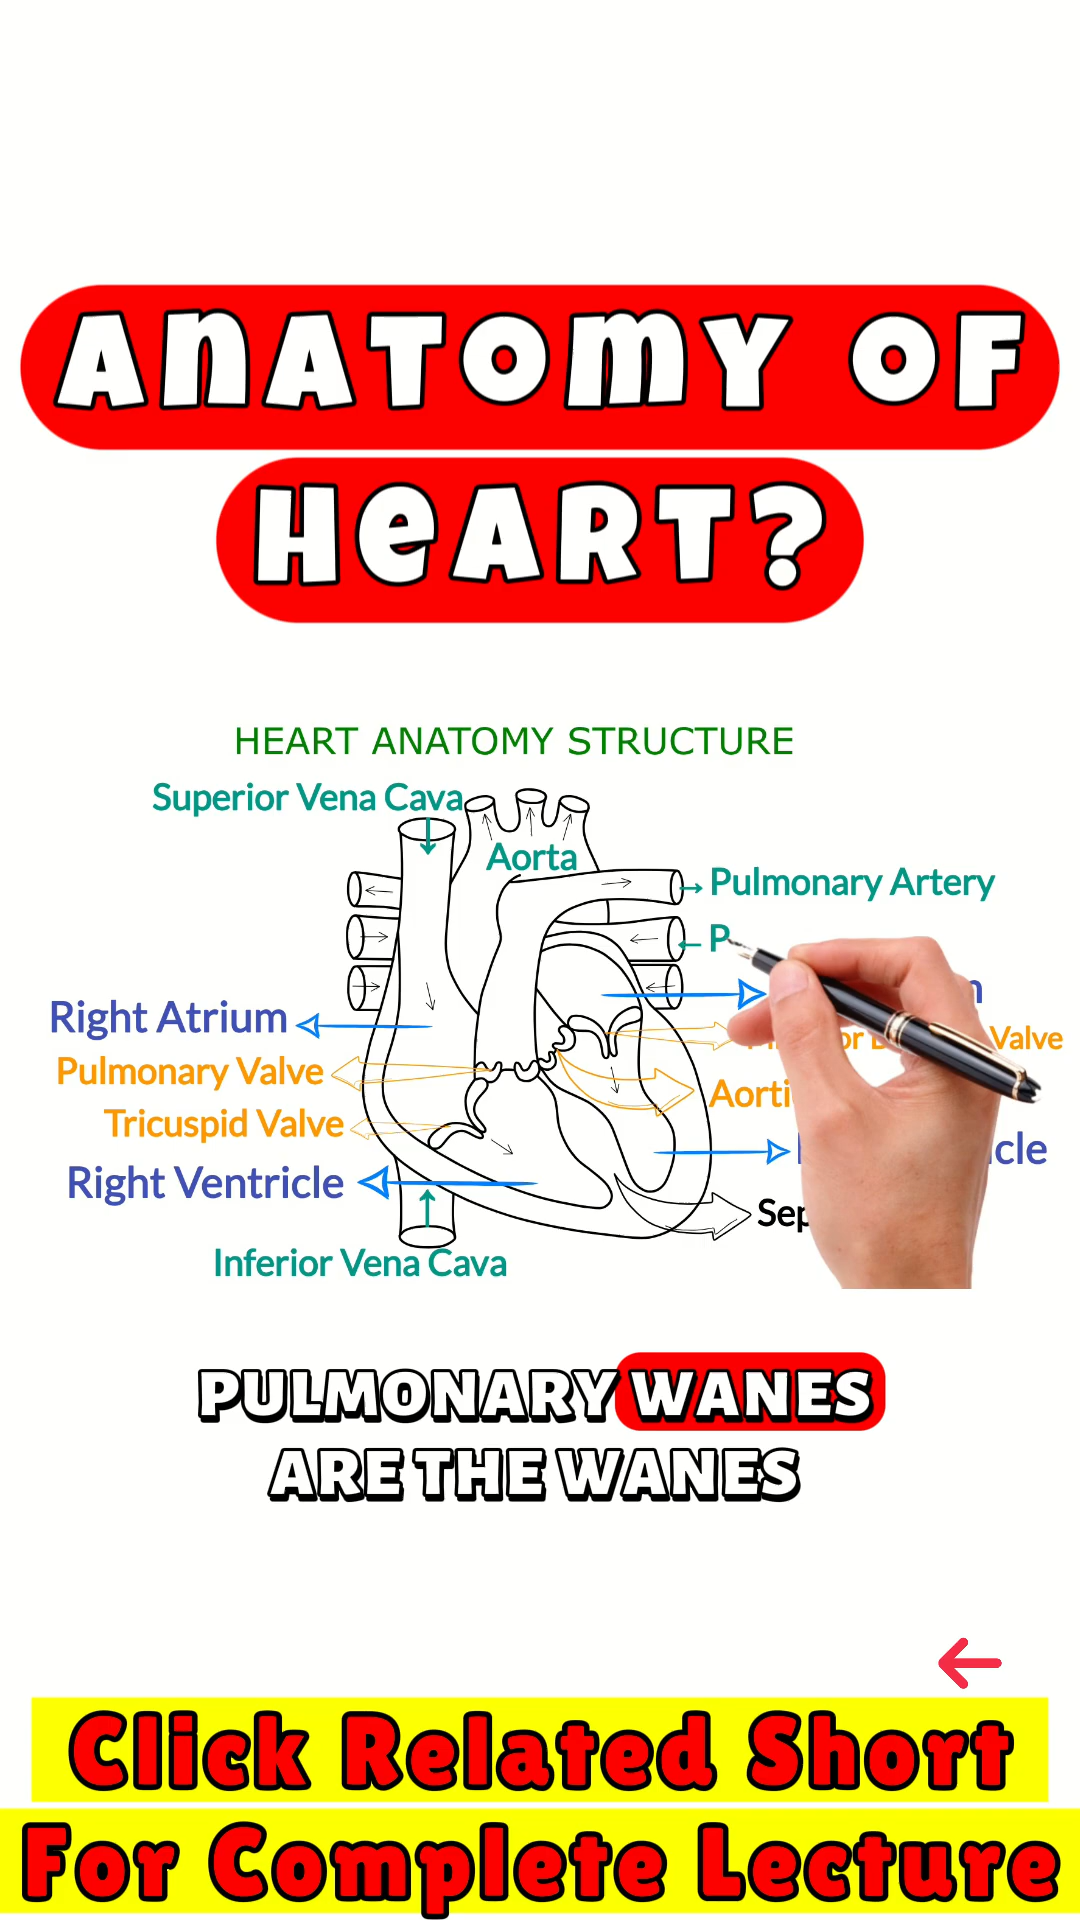 ANATOMY OF
HEART?
HEART ANATOMY STRUCTURE
Superior Vena Cava
Aorta
Pulmonary Artery
Right Atrium
Pulmonary Valve
Valve
Tricuspid Valve
Right Ventricle
Inferior Vena Cava
PULMONARY WANES
ARE THE WANES
Click Related Short
For Complete Lecture